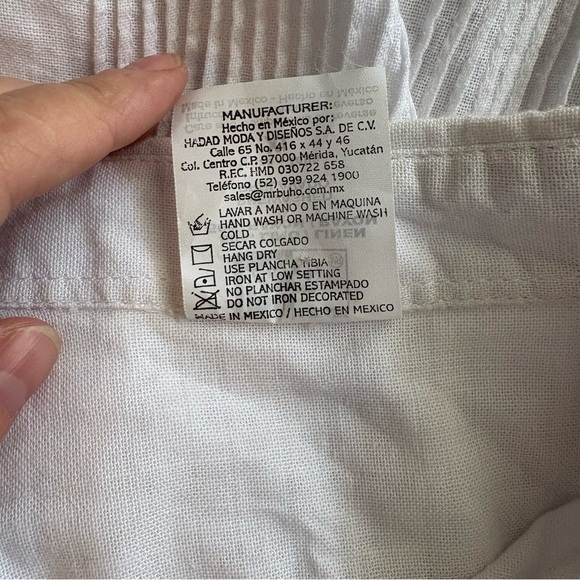 MANUFACTURER:
Hecho en México por:
HADAD MODA Y DISEÑOS S.A. DE C.V.
Calle 65 No. 416 x 44 y 46
Col. Centro C.P. 97000 Mérida, Yucatán
R.F.C. HMD 030722 658
Teléfono (52) 999 924 1900
sales@mrbuho.com.mx
LAVAR A MANO O EN MAQUINA
HAND WASH OR MACHINE WASH
COLD
SECAR COLGADO
HANG DRY
USE PLANCHA TIBIA
IRON AT LOW SETTING
NO PLANCHAR ESTAMPADO
DO NOT IRON DECORATED
MADE IN MEXICO / HECHO EN MEXICO